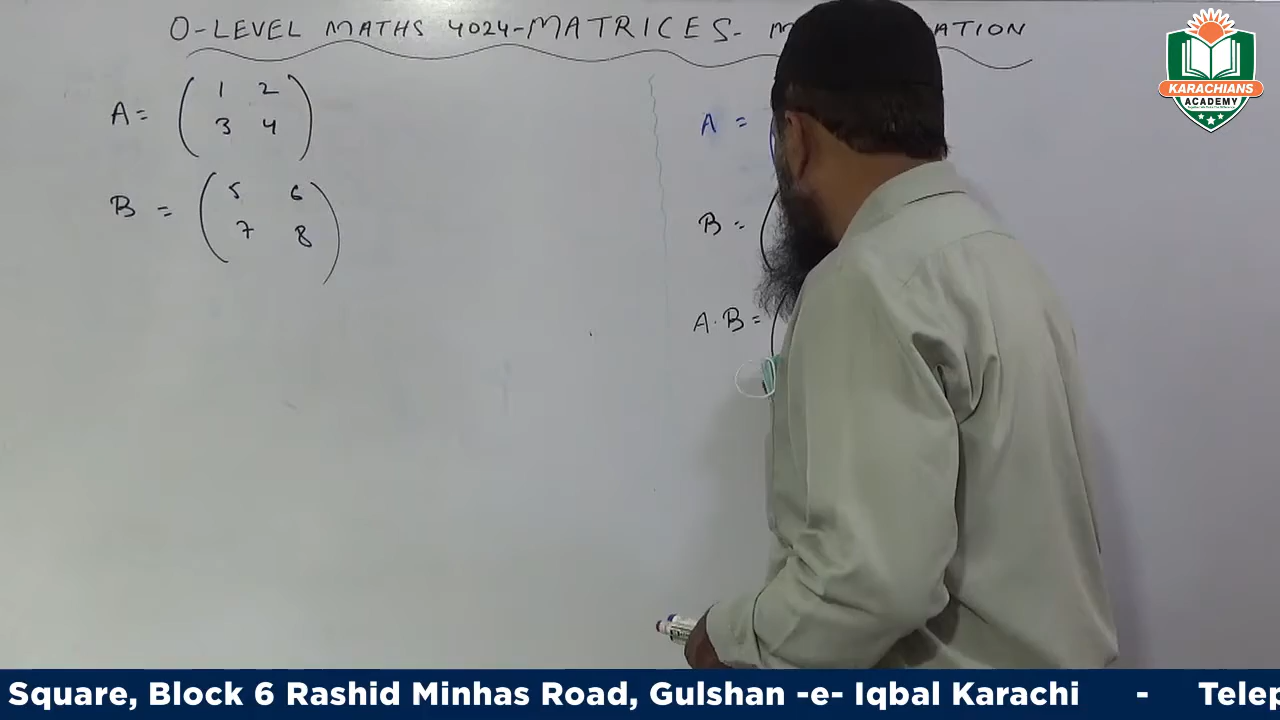 O-LEVEL MATHS 4024-MATRICES- M ATION
A= ( 1 2
3 4 )
B = ( 5 6
7 8 )
A = (
B = (
A·B= (
KARACHIANS
ACADEMY
Square, Block 6 Rashid Minhas Road, Gulshan -e- Iqbal Karachi - Telep